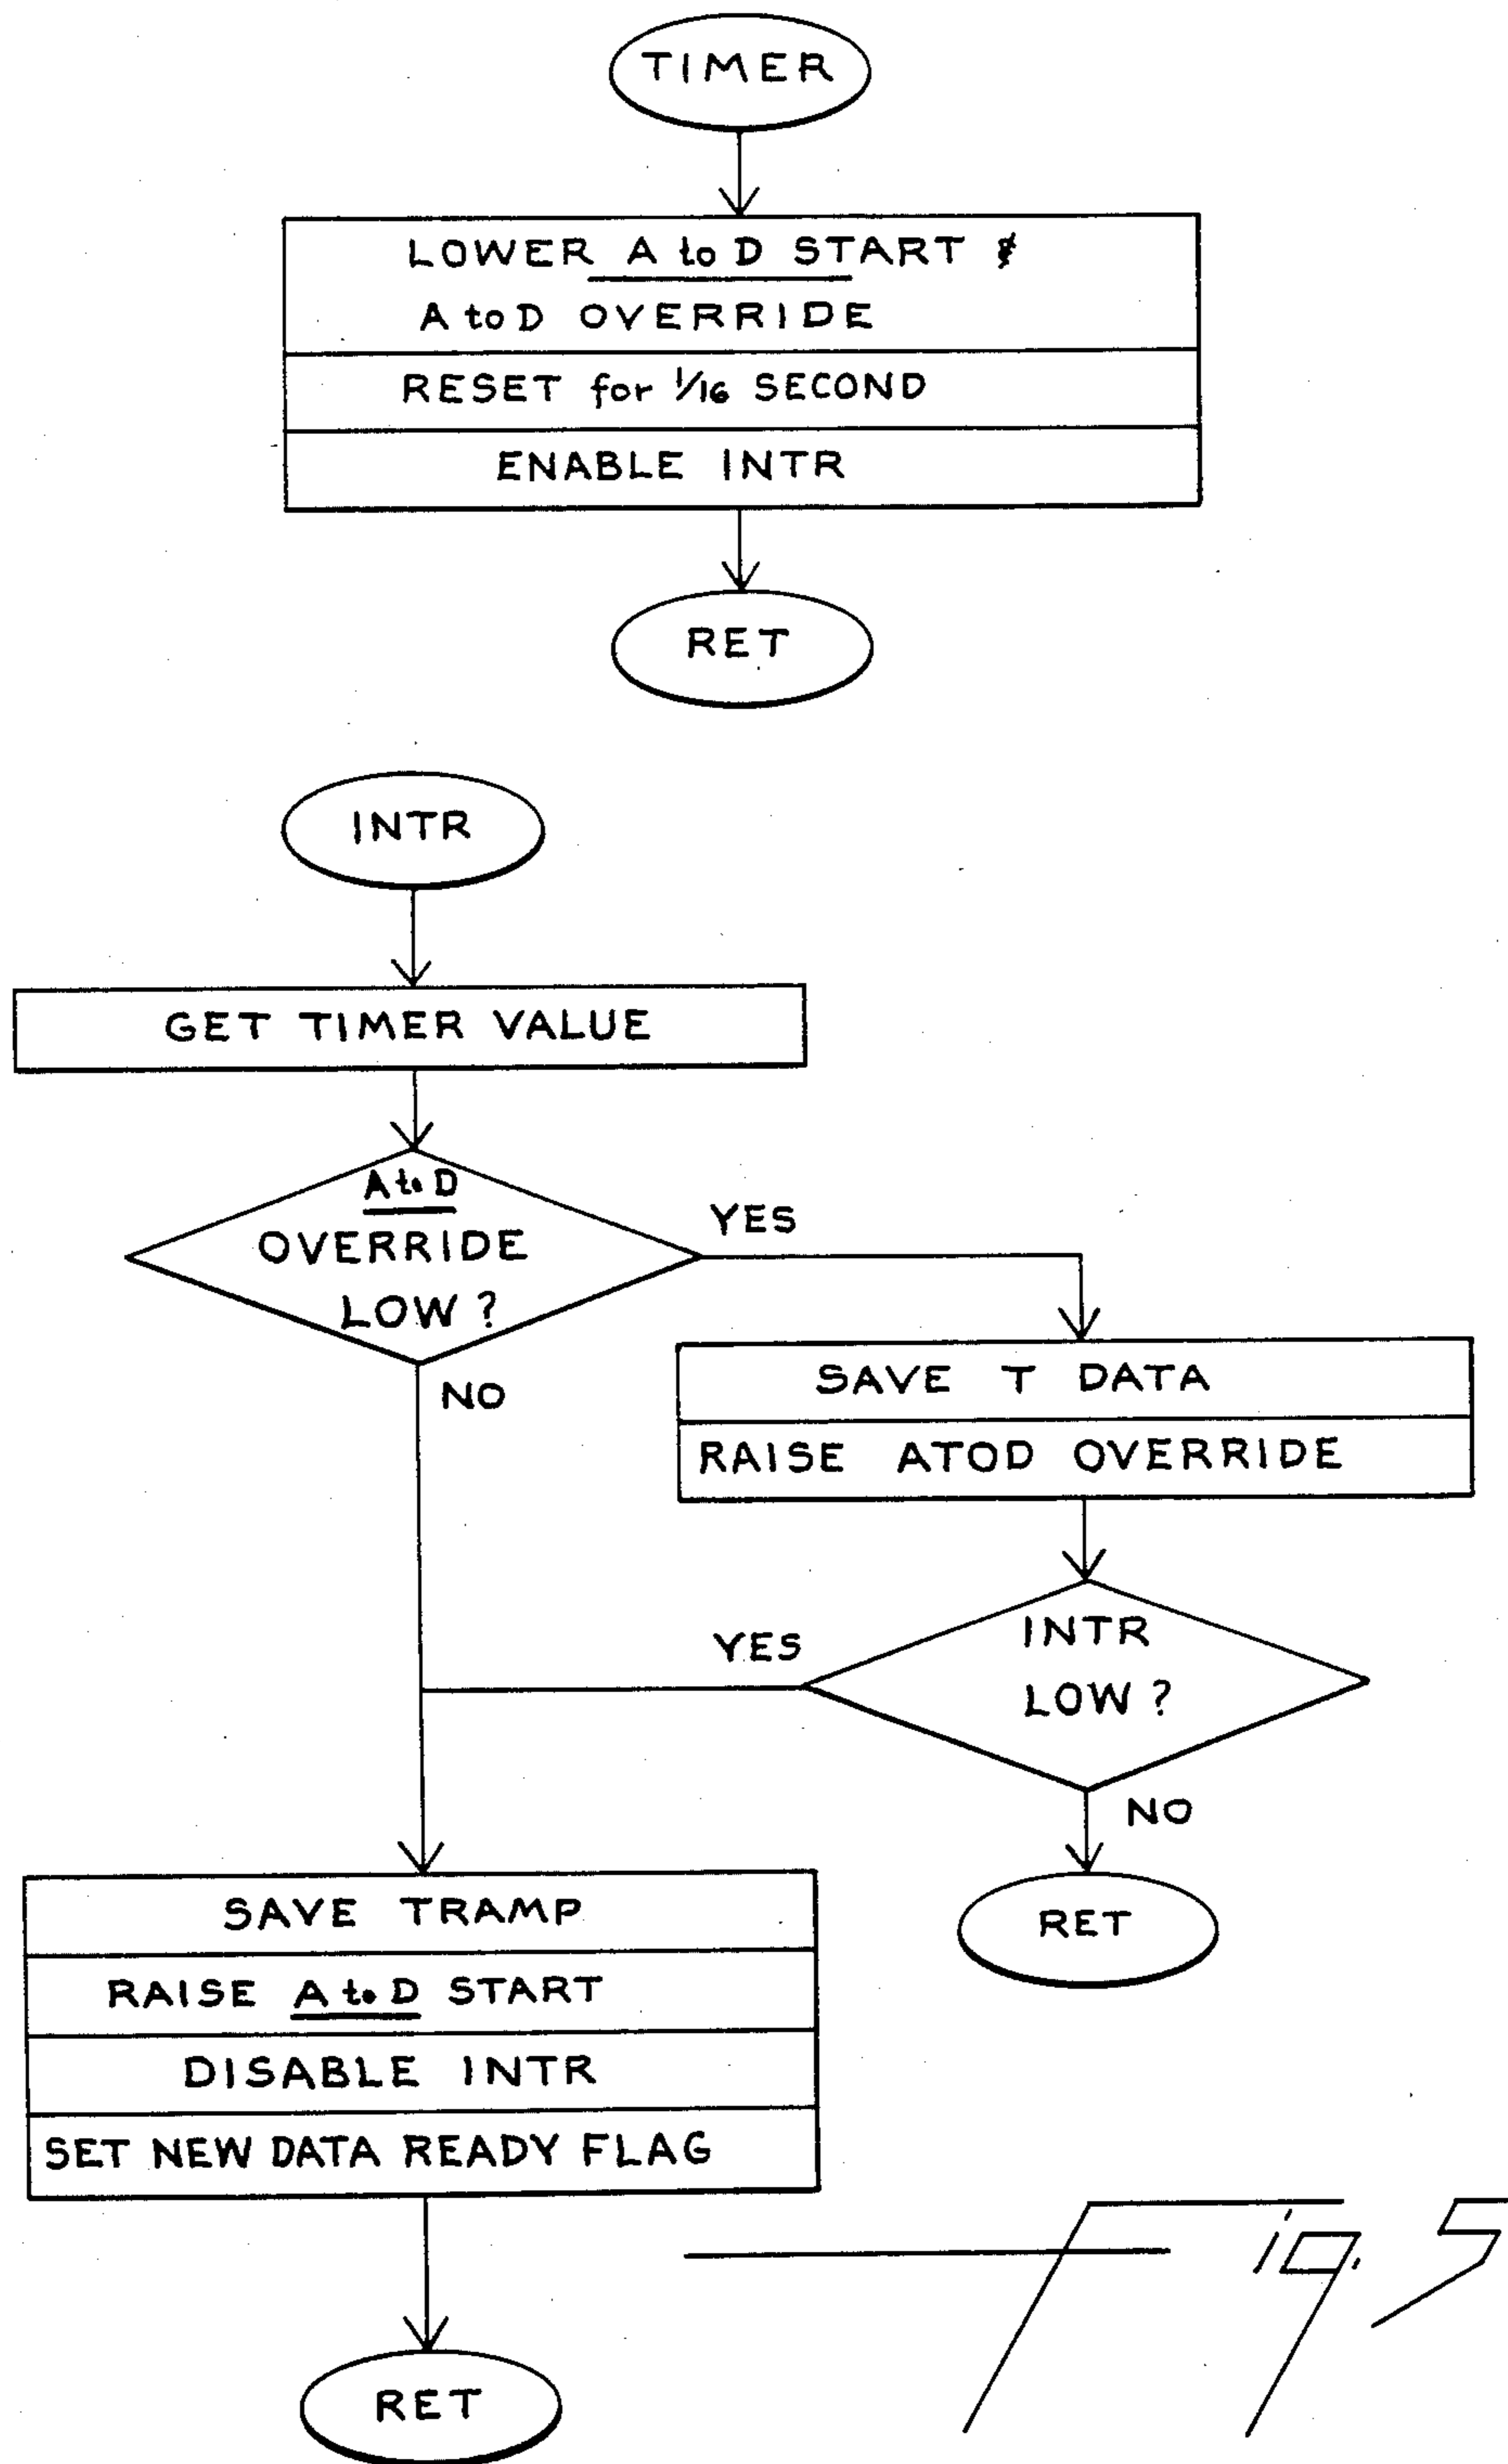 TIMER
LOWER A to D START &
A to D OVERRIDE
RESET for 1/16 SECOND
ENABLE INTR
RET
INTR
GET TIMER VALUE
A to D
OVERRIDE
LOW ?
YES
NO
SAVE T DATA
RAISE ATOD OVERRIDE
INTR
LOW ?
YES
NO
RET
SAVE TRAMP
RAISE A to D START
DISABLE INTR
SET NEW DATA READY FLAG
RET
Fig. 5